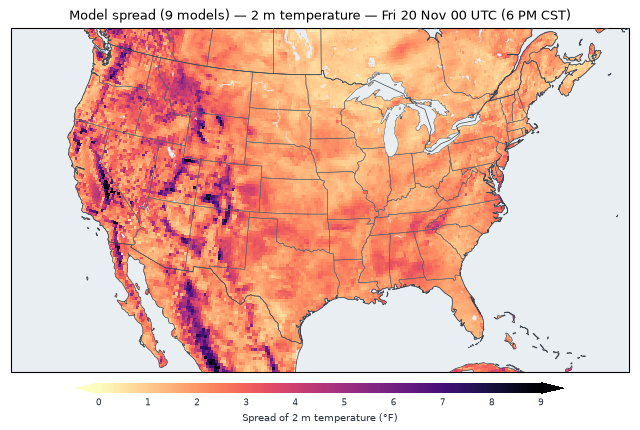 Model spread (9 models) — 2 m temperature — Fri 20 Nov 00 UTC (6 PM CST)
0 1 2 3 4 5 6 7 8 9
Spread of 2 m temperature (°F)